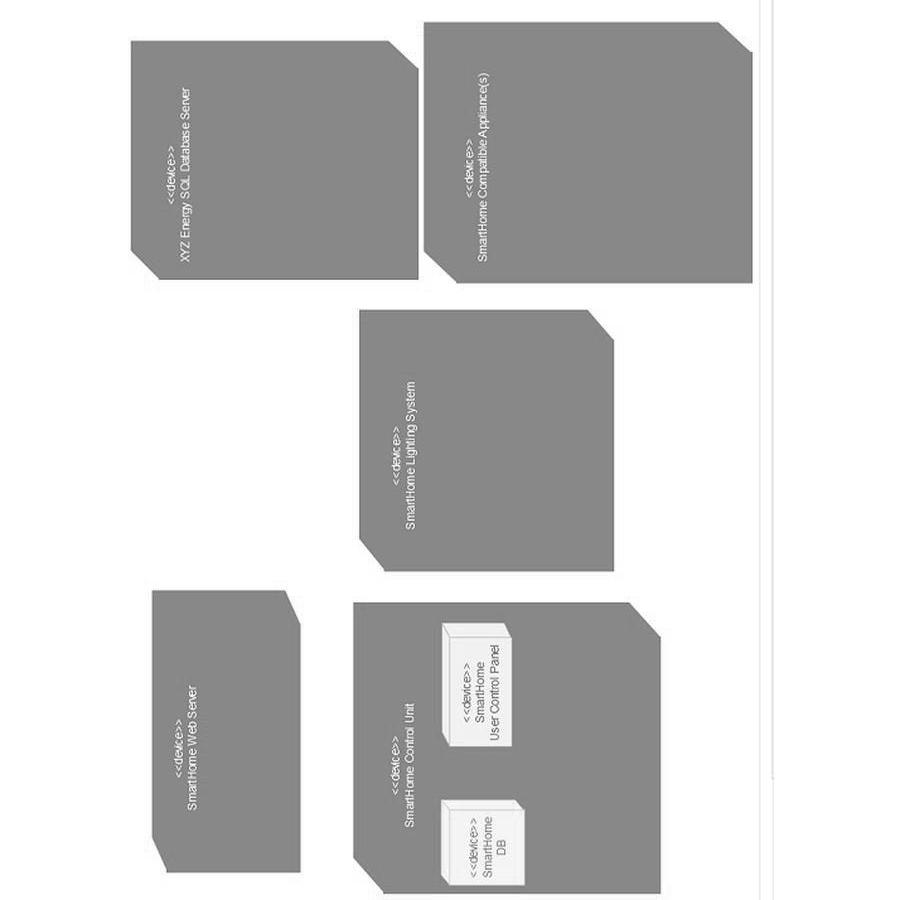 <<device>>
SmartHome Web Server
<<device>>
XYZ Energy SQL Database Server
<<device>>
SmartHome Control Unit
<<device>>
SmartHome
DB
<<device>>
SmartHome
User Control Panel
<<device>>
SmartHome Lighting System
<<device>>
SmartHome Compatible Appliance(s)